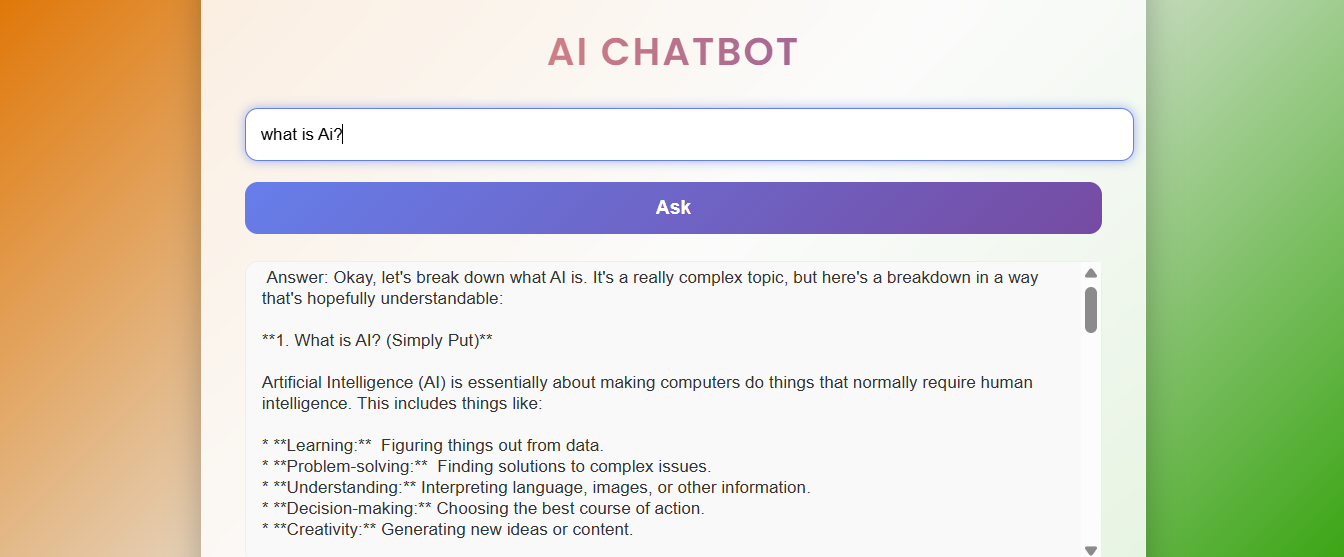 AI CHATBOT
what is Ai?
Ask
Answer: Okay, let's break down what AI is. It's a really complex topic, but here's a breakdown in a way
that's hopefully understandable:
**1. What is AI? (Simply Put)**
Artificial Intelligence (AI) is essentially about making computers do things that normally require human
intelligence. This includes things like:
* **Learning:**  Figuring things out from data.
* **Problem-solving:**  Finding solutions to complex issues.
* **Understanding:** Interpreting language, images, or other information.
* **Decision-making:** Choosing the best course of action.
* **Creativity:** Generating new ideas or content.